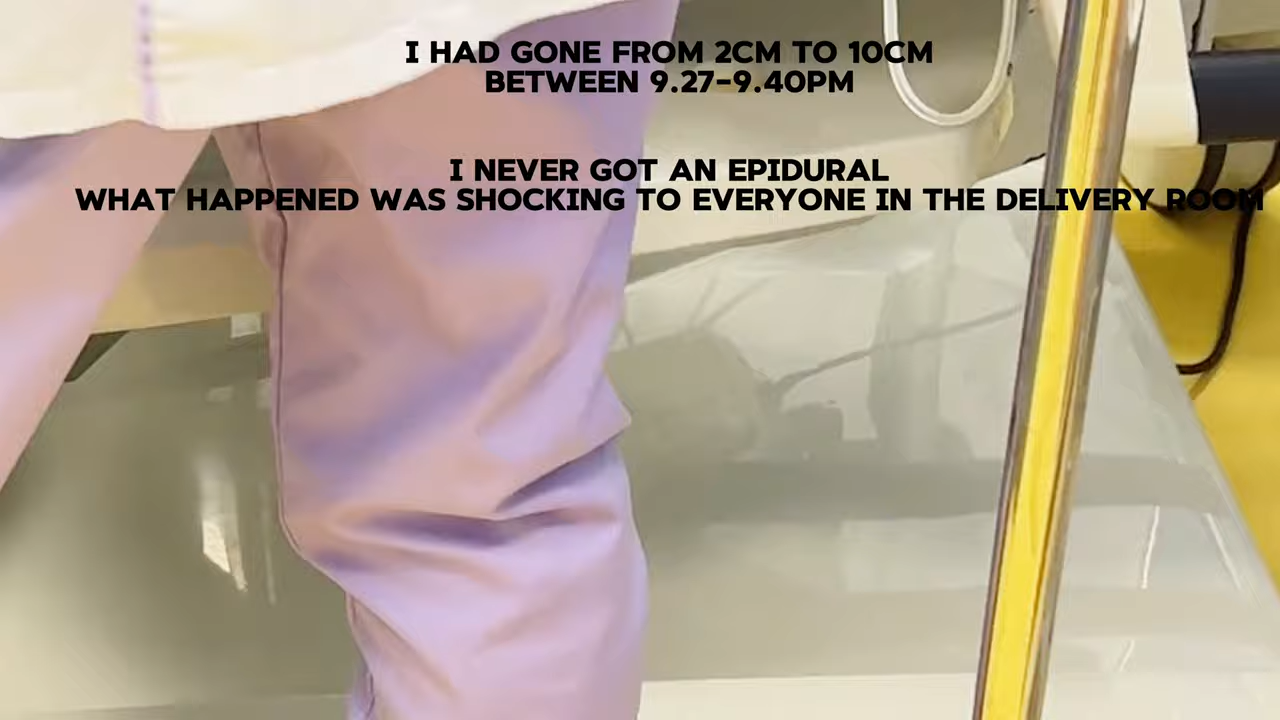 I HAD GONE FROM 2CM TO 10CM
BETWEEN 9.27-9.40PM
I NEVER GOT AN EPIDURAL
WHAT HAPPENED WAS SHOCKING TO EVERYONE IN THE DELIVERY ROOM